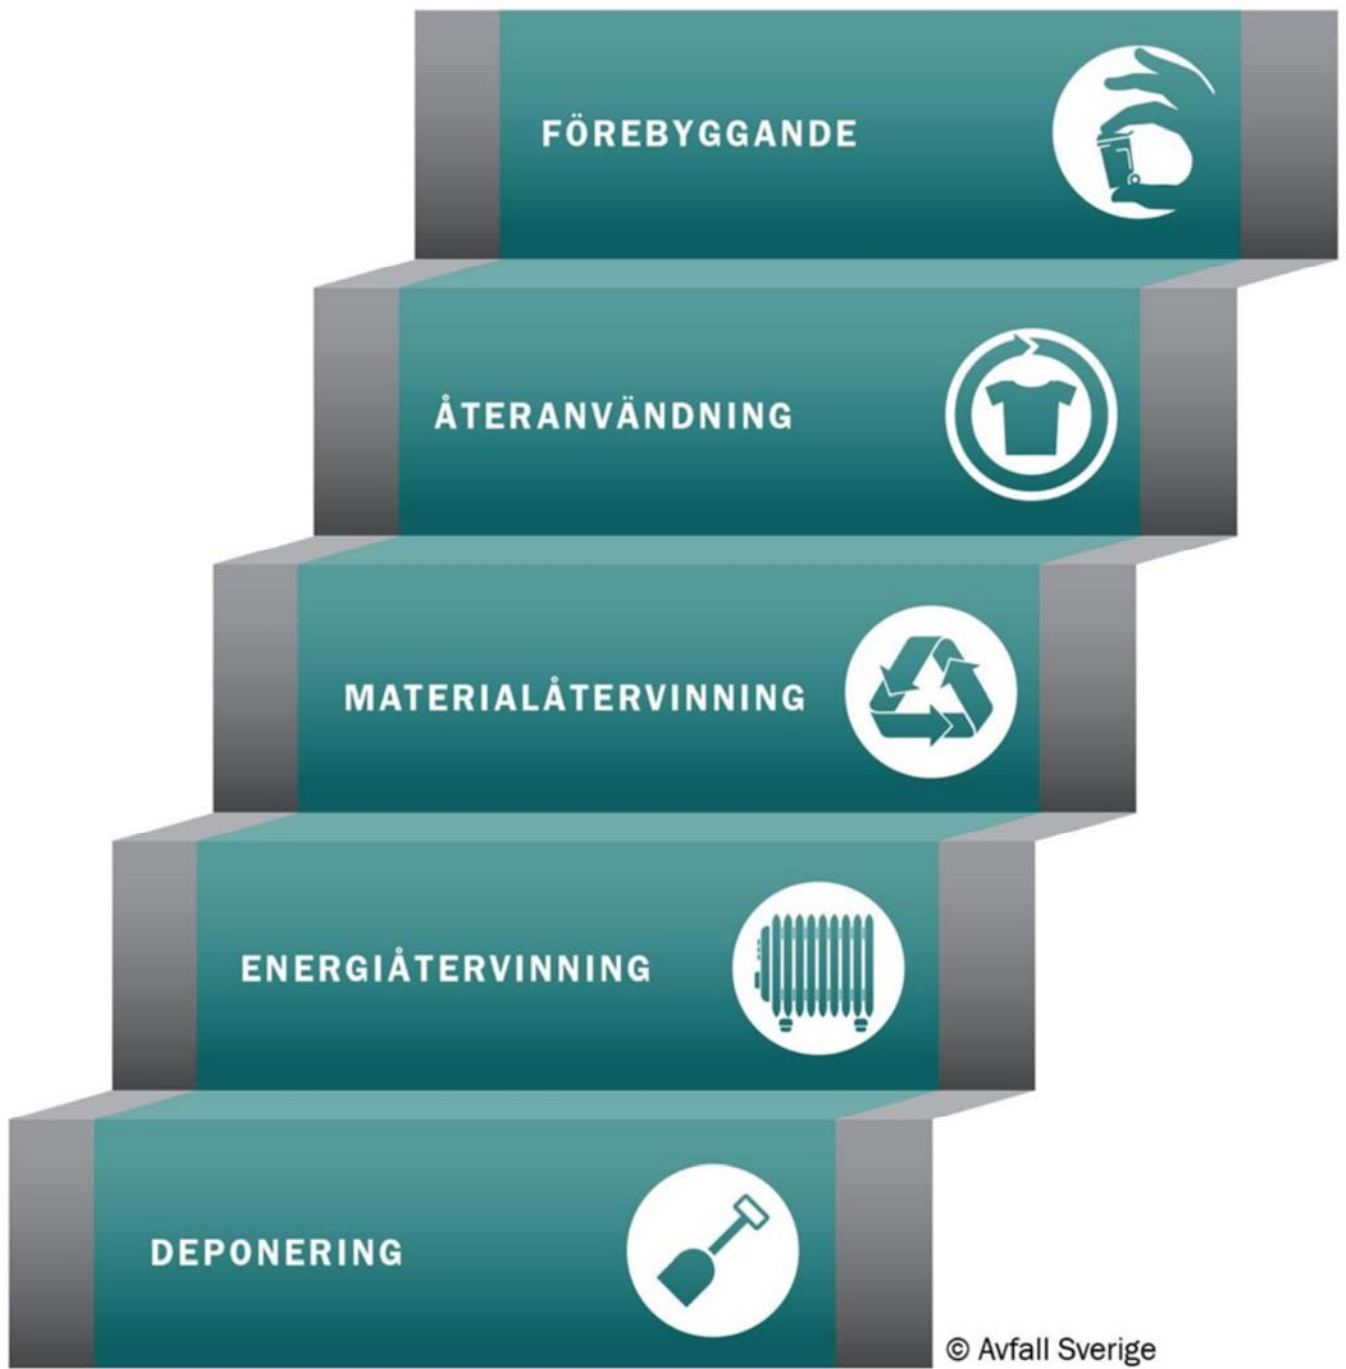 FÖREBYGGANDE
ÅTERANVÄNDNING
MATERIALÅTERVINNING
ENERGIÅTERVINNING
DEPONERING
© Avfall Sverige